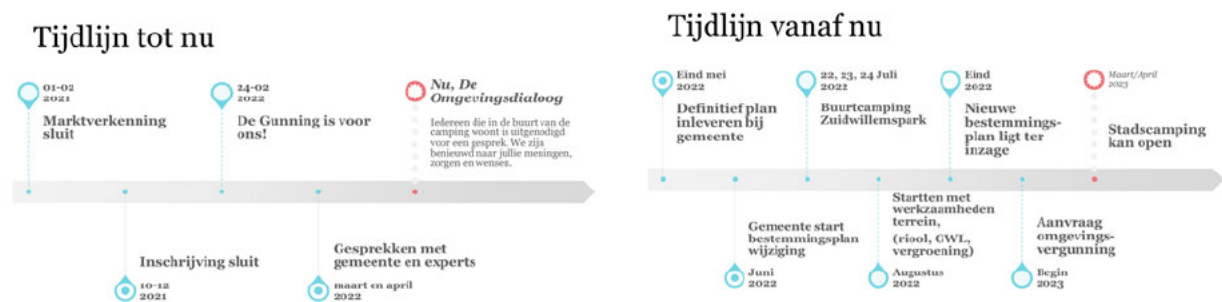 Tijdlijn tot nu
01-02
2021
Marktverkenning
sluit
24-02
2022
De Gunning is voor
ons!
Nu, De
Omgevingsdialoog
Iedereen die in de buurt van de
camping woont is uitgenodigd
voor een gesprek. We zijn
benieuwd naar jullie meningen,
zorgen en wensen.
Inschrijving sluit
10-12
2021
Gesprekken met
gemeente en experts
maart en april
2022
Tijdlijn vanaf nu
Eind mei
2022
Definitief plan
inleveren bij
gemeente
22, 23, 24 Juli
2022
Buurtcamping
Zuidwillemspark
Eind
2022
Nieuwe
bestemmings-
plan ligt ter
inzage
Maart/April
2023
Stadscamping
kan open
Gemeente start
bestemmingsplan
wijziging
Juni
2022
Startten met
werkzaamheden
terrein,
(riool, GWL,
vergroening)
Augustus
2022
Aanvraag
omgevings-
vergunning
Begin
2023